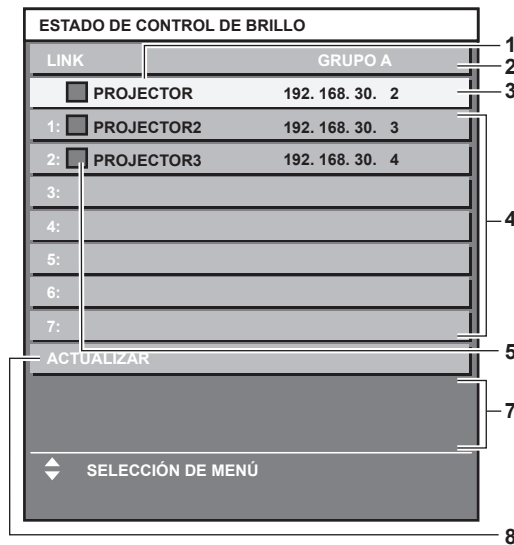 ESTADO DE CONTROL DE BRILLO
LINK GRUPO A
PROJECTOR 192. 168. 30. 2
1: PROJECTOR2 192. 168. 30. 3
2: PROJECTOR3 192. 168. 30. 4
3:
4:
5:
6:
7:
ACTUALIZAR
SELECCIÓN DE MENÚ
1
2
3
4
5
7
8